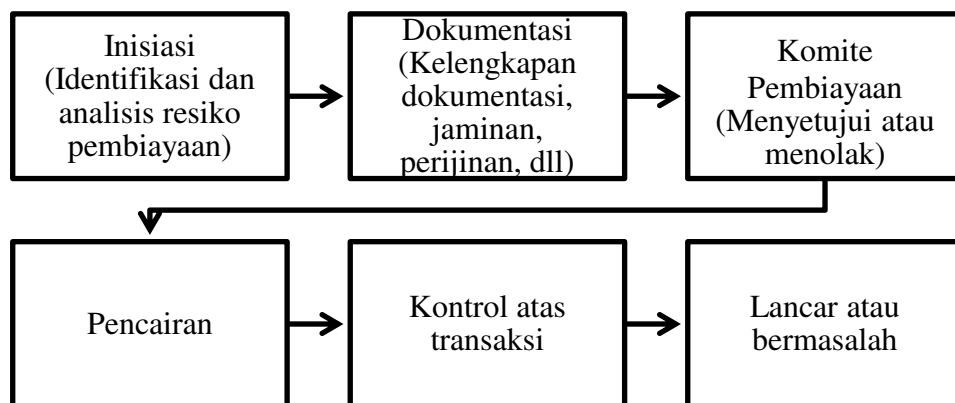 Inisiasi
(Identifikasi dan
analisis resiko
pembiayaan)
Dokumentasi
(Kelengkapan
dokumentasi,
jaminan,
perijinan, dll)
Komite
Pembiayaan
(Menyetujui atau
menolak)
Pencairan
Kontrol atas
transaksi
Lancar atau
bermasalah